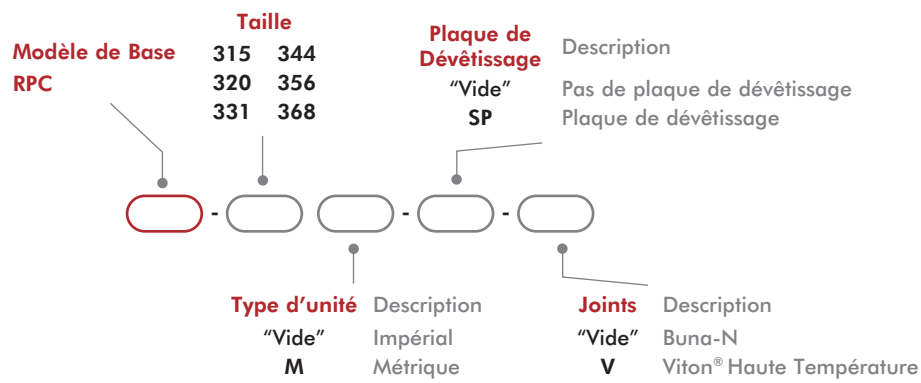 Modèle de Base
RPC
Taille
315 344
320 356
331 368
Plaque de
Dévêtissage
Description
“Vide” Pas de plaque de dévêtissage
SP Plaque de dévêtissage
- - -
Type d’unité Description
“Vide” Impérial
M Métrique
Joints Description
“Vide” Buna-N
V Viton® Haute Température